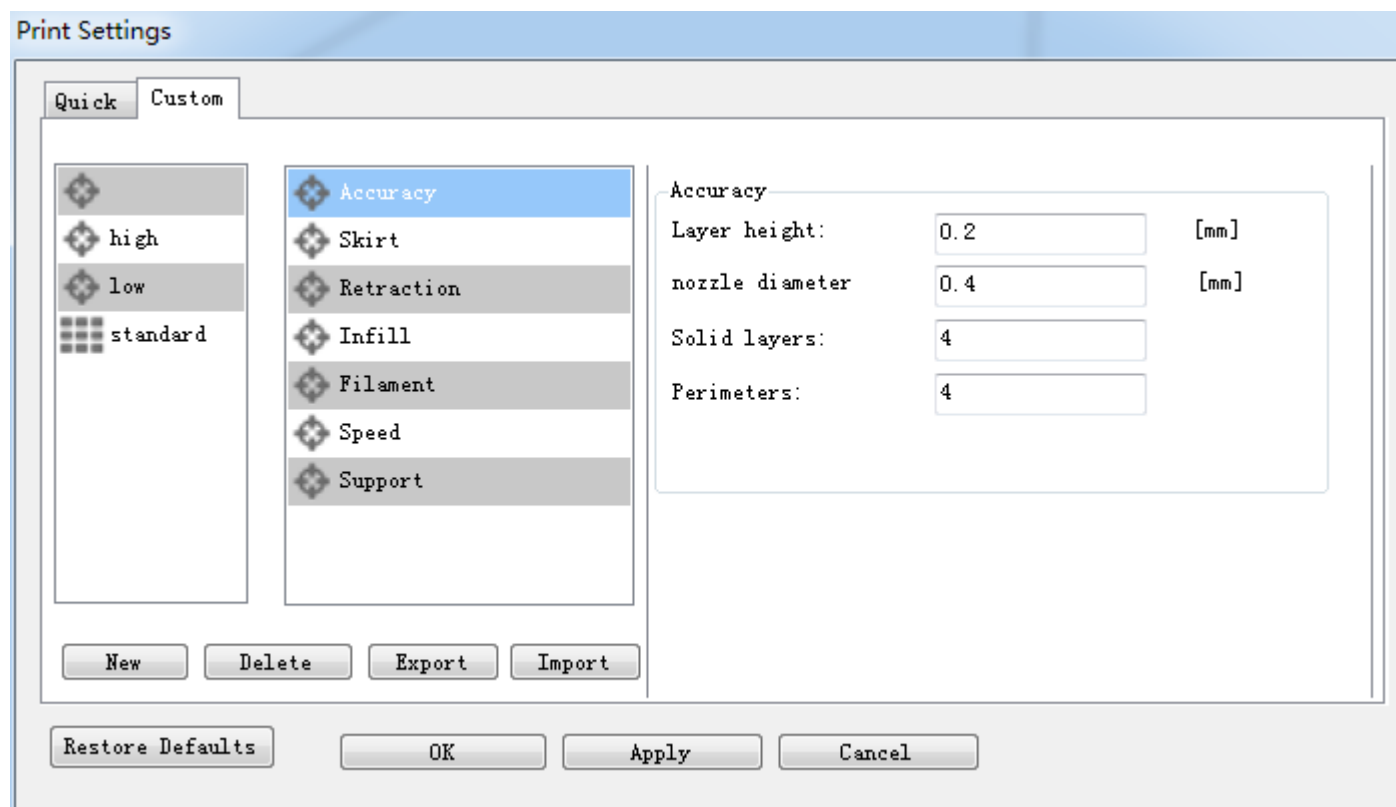 Print Settings
Quick Custom
high
low
standard
Accuracy
Skirt
Retraction
Infill
Filament
Speed
Support
Accuracy
Layer height: 0.2 [mm]
nozzle diameter 0.4 [mm]
Solid layers: 4
Perimeters: 4
New Delete Export Import
Restore Defaults OK Apply Cancel